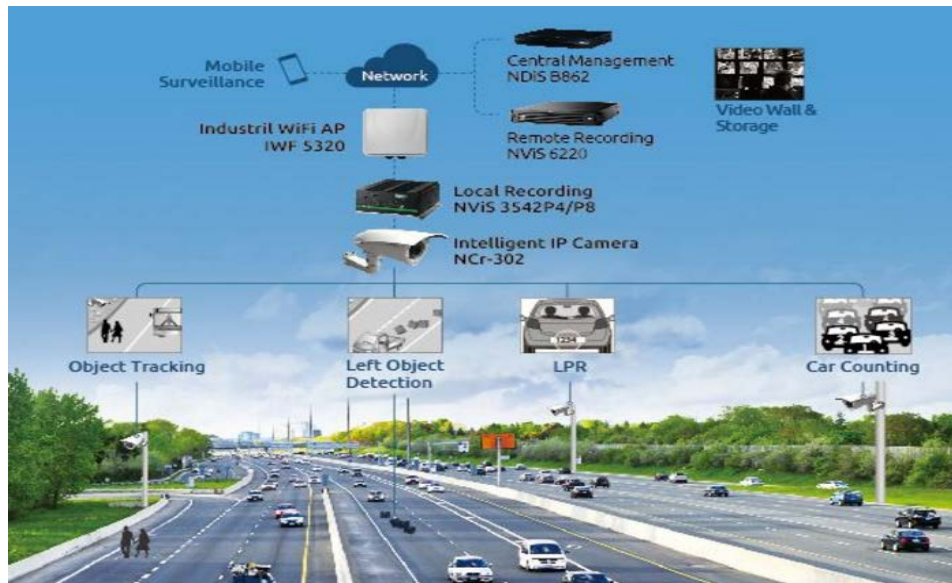 Mobile
Surveillance
Network
Central Management
NDiS B862
Video Wall &
Storage
Industril WiFi AP
IWF 5320
Remote Recording
NViS 6220
Local Recording
NViS 3542P4/P8
Intelligent IP Camera
NCr-302
Object Tracking
Left Object
Detection
1234
LPR
Car Counting